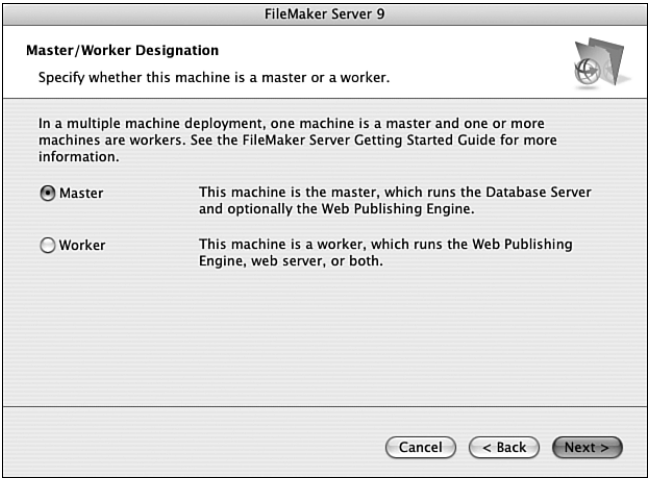 FileMaker Server 9
Master/Worker Designation
Specify whether this machine is a master or a worker.
In a multiple machine deployment, one machine is a master and one or more
machines are workers. See the FileMaker Server Getting Started Guide for more
information.
Master
This machine is the master, which runs the Database Server
and optionally the Web Publishing Engine.
Worker
This machine is a worker, which runs the Web Publishing
Engine, web server, or both.
Cancel
< Back
Next >